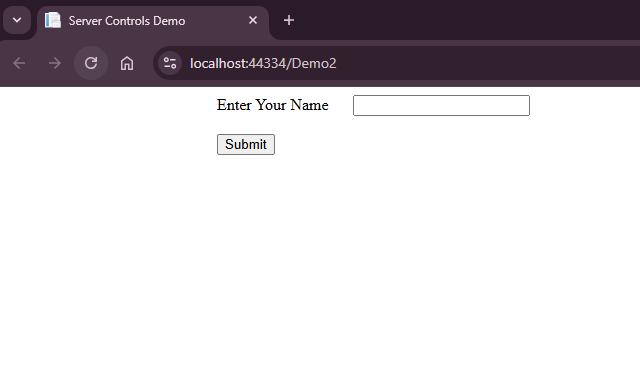 Server Controls Demo
localhost:44334/Demo2
Enter Your Name
Submit